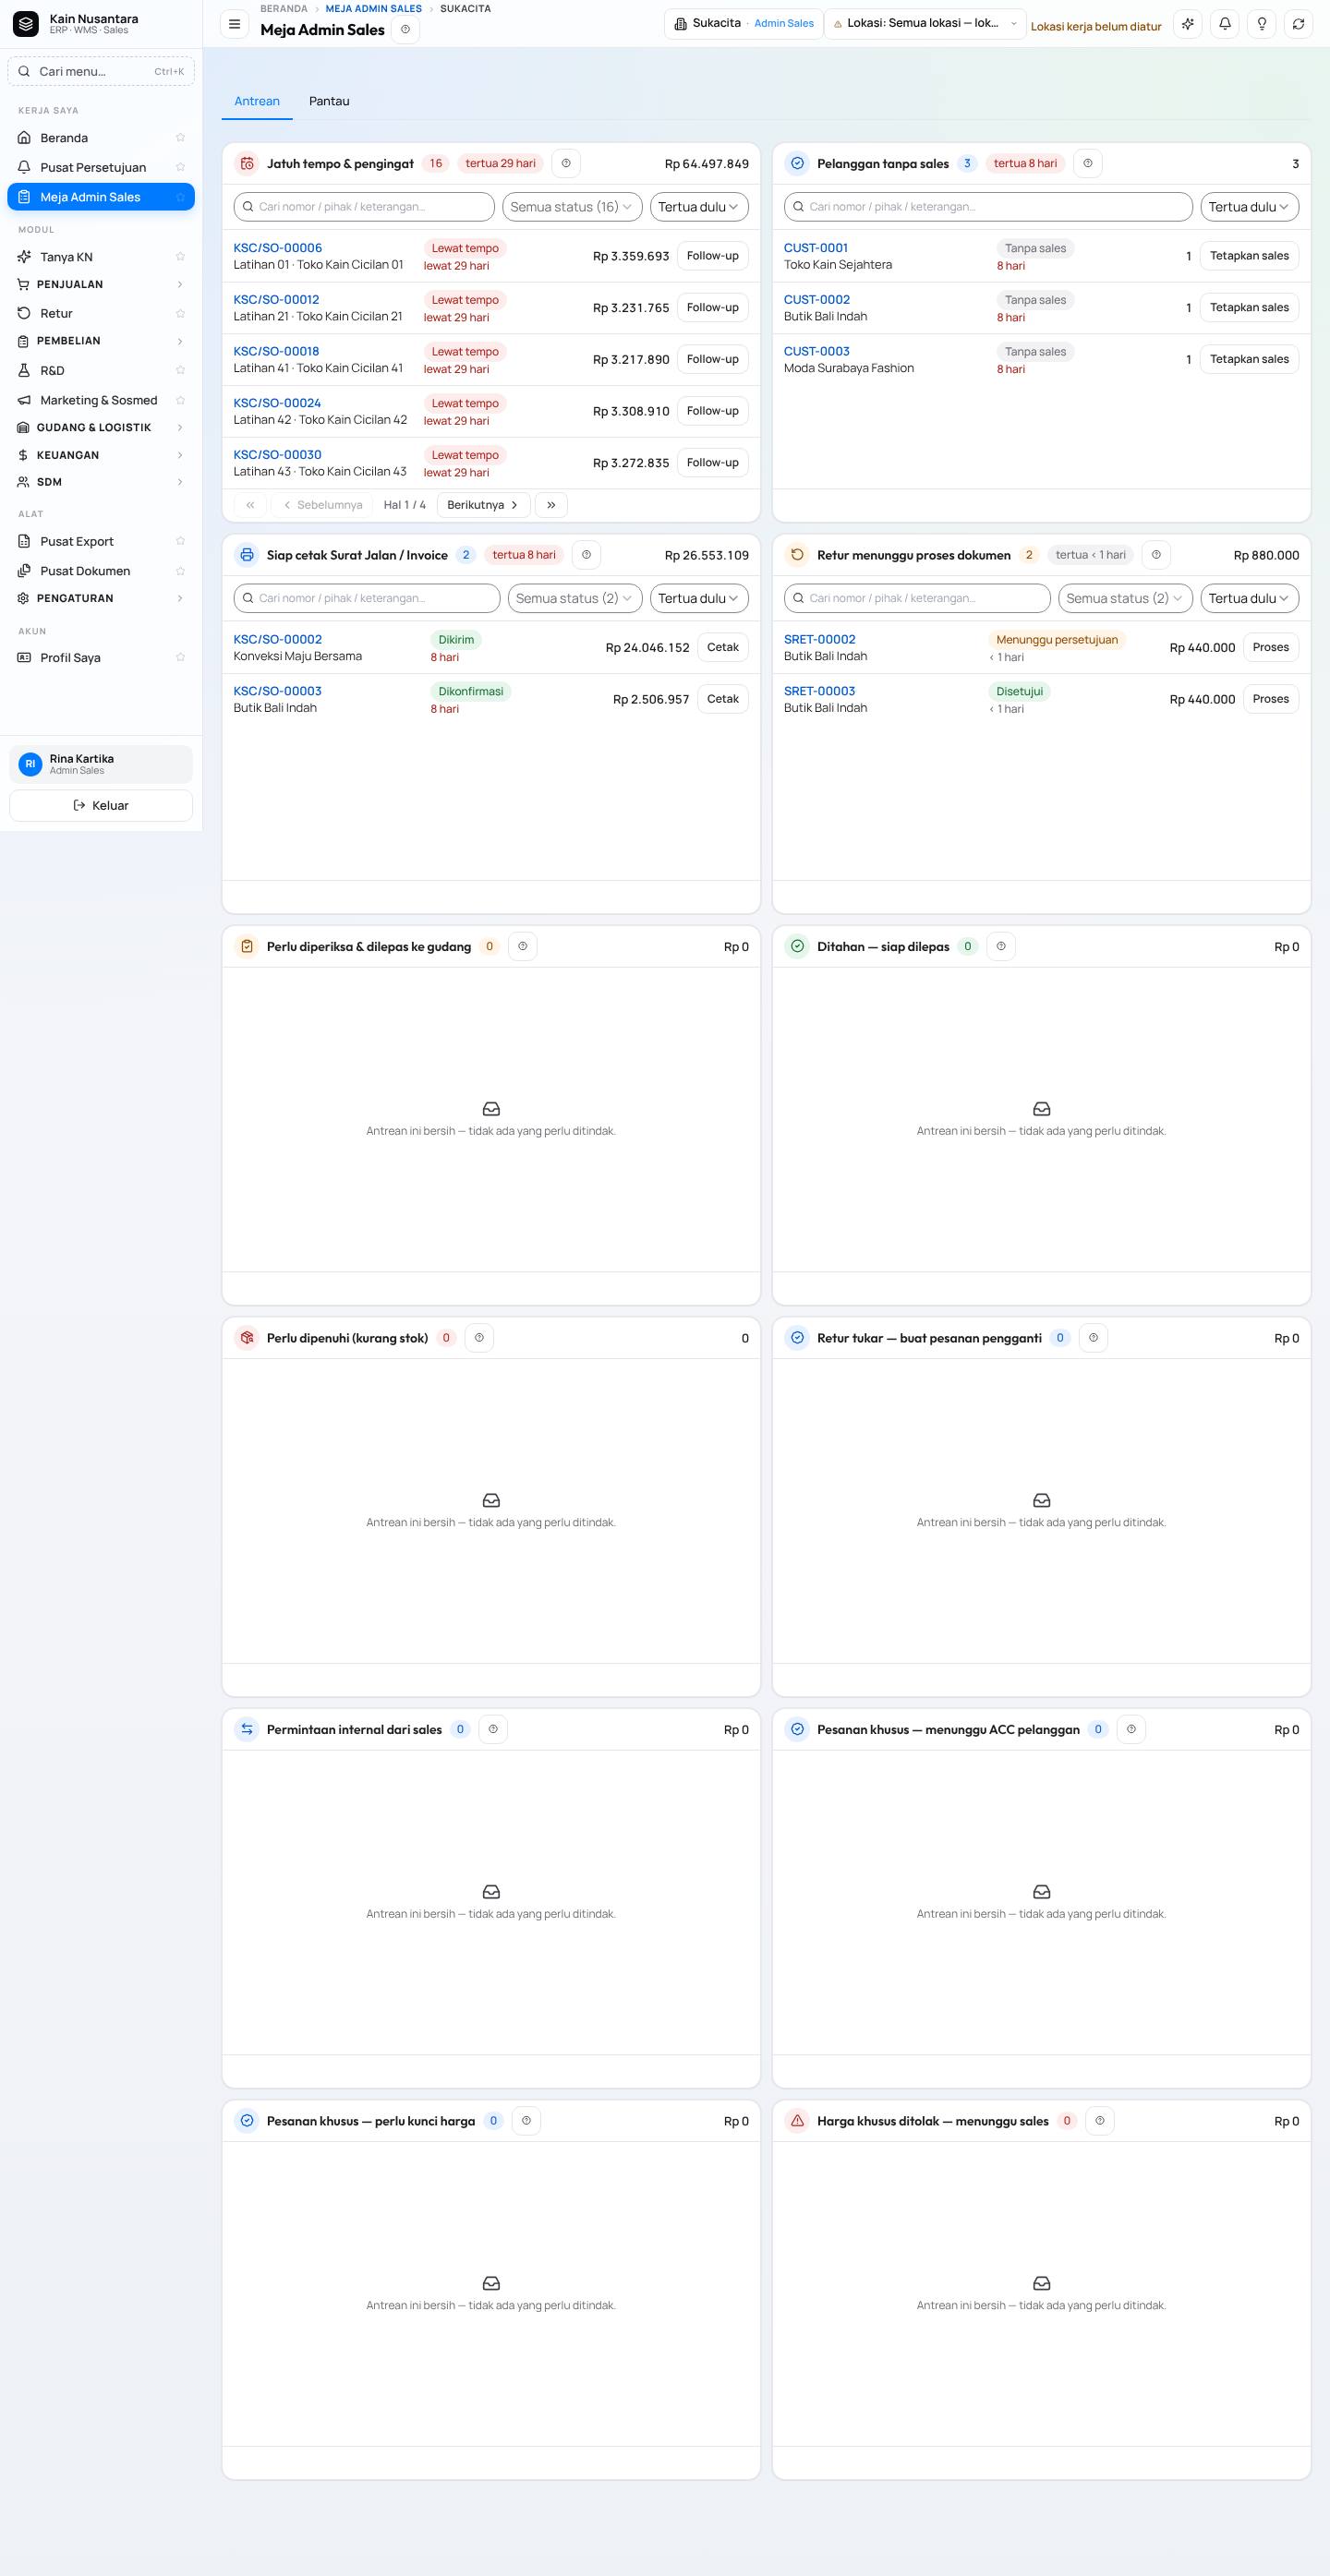 Kain Nusantara
ERP · WMS · Sales
Cari menu... Ctrl+K
KERJA SAYA
Beranda
Pusat Persetujuan
Meja Admin Sales
MODUL
Tanya KN
PENJUALAN
Retur
PEMBELIAN
R&D
Marketing & Sosmed
GUDANG & LOGISTIK
KEUANGAN
SDM
ALAT
Pusat Export
Pusat Dokumen
PENGATURAN
AKUN
Profil Saya
RI
Rina Kartika
Admin Sales
Keluar
BERANDA › MEJA ADMIN SALES › SUKACITA
Meja Admin Sales
Sukacita · Admin Sales
Lokasi: Semua lokasi — lok...
Lokasi kerja belum diatur
Antrean Pantau
Jatuh tempo & pengingat 16 tertua 29 hari Rp 64.497.849
Cari nomor / pihak / keterangan... Semua status (16) Tertua dulu
KSC/SO-00006 Lewat tempo
Latihan 01 · Toko Kain Cicilan 01 lewat 29 hari Rp 3.359.693 Follow-up
KSC/SO-00012 Lewat tempo
Latihan 21 · Toko Kain Cicilan 21 lewat 29 hari Rp 3.231.765 Follow-up
KSC/SO-00018 Lewat tempo
Latihan 41 · Toko Kain Cicilan 41 lewat 29 hari Rp 3.217.890 Follow-up
KSC/SO-00024 Lewat tempo
Latihan 42 · Toko Kain Cicilan 42 lewat 29 hari Rp 3.308.910 Follow-up
KSC/SO-00030 Lewat tempo
Latihan 43 · Toko Kain Cicilan 43 lewat 29 hari Rp 3.272.835 Follow-up
« ‹ Sebelumnya Hal 1 / 4 Berikutnya › »
Pelanggan tanpa sales 3 tertua 8 hari 3
Cari nomor / pihak / keterangan... Tertua dulu
CUST-0001 Tanpa sales
Toko Kain Sejahtera 8 hari 1 Tetapkan sales
CUST-0002 Tanpa sales
Butik Bali Indah 8 hari 1 Tetapkan sales
CUST-0003 Tanpa sales
Moda Surabaya Fashion 8 hari 1 Tetapkan sales
Siap cetak Surat Jalan / Invoice 2 tertua 8 hari Rp 26.553.109
Cari nomor / pihak / keterangan... Semua status (2) Tertua dulu
KSC/SO-00002 Dikirim
Konveksi Maju Bersama 8 hari Rp 24.046.152 Cetak
KSC/SO-00003 Dikonfirmasi
Butik Bali Indah 8 hari Rp 2.506.957 Cetak
Retur menunggu proses dokumen 2 tertua < 1 hari Rp 880.000
Cari nomor / pihak / keterangan... Semua status (2) Tertua dulu
SRET-00002 Menunggu persetujuan
Butik Bali Indah < 1 hari Rp 440.000 Proses
SRET-00003 Disetujui
Butik Bali Indah < 1 hari Rp 440.000 Proses
Perlu diperiksa & dilepas ke gudang 0 Rp 0
Antrean ini bersih — tidak ada yang perlu ditindak.
Ditahan — siap dilepas 0 Rp 0
Antrean ini bersih — tidak ada yang perlu ditindak.
Perlu dipenuhi (kurang stok) 0 0
Antrean ini bersih — tidak ada yang perlu ditindak.
Retur tukar — buat pesanan pengganti 0 Rp 0
Antrean ini bersih — tidak ada yang perlu ditindak.
Permintaan internal dari sales 0 Rp 0
Antrean ini bersih — tidak ada yang perlu ditindak.
Pesanan khusus — menunggu ACC pelanggan 0 Rp 0
Antrean ini bersih — tidak ada yang perlu ditindak.
Pesanan khusus — perlu kunci harga 0 Rp 0
Antrean ini bersih — tidak ada yang perlu ditindak.
Harga khusus ditolak — menunggu sales 0 Rp 0
Antrean ini bersih — tidak ada yang perlu ditindak.